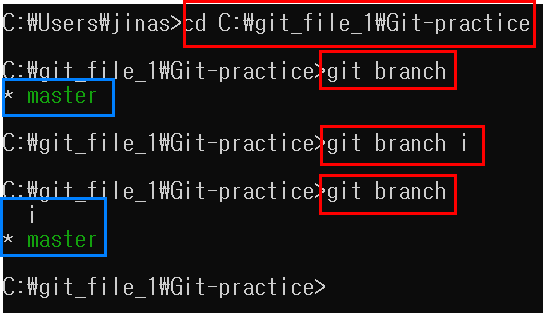 C:₩Users₩jinas>cd C:₩git_file_1₩Git-practice
C:₩git_file_1₩Git-practice>git branch
* master
C:₩git_file_1₩Git-practice>git branch i
C:₩git_file_1₩Git-practice>git branch
i
* master
C:₩git_file_1₩Git-practice>